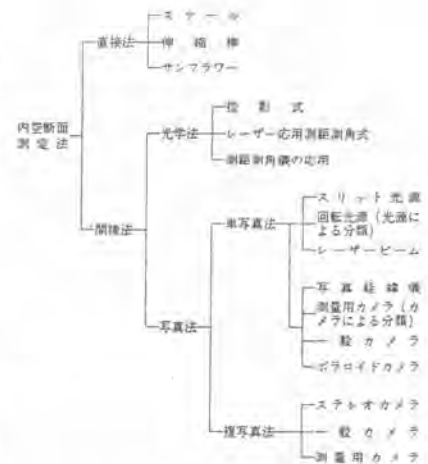 スケール
直接法
伸縮棒
サンフラワー
内空断面
測定法
投影式
光学法
レーザー応用測距測角式
測距測角儀の応用
間接法
スリット光源
単写真法
回転光源(光源
による分類)
レーザービーム
写真経緯儀
測量用カメラ(カ
メラによる分類)
写真法
一般カメラ
ポラロイドカメラ
ステレオカメラ
複写真法
一般カメラ
測量用カメラ